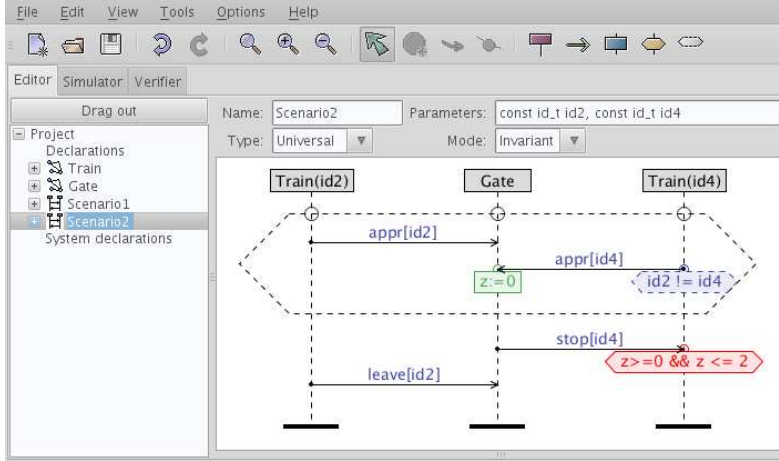 File Edit View Tools Options Help
Editor Simulator Verifier
Drag out
Name: Scenario2 Parameters: const id_t id2, const id_t id4
Project
Type: Universal Mode: Invariant
Declarations
Train
Gate
Scenario1
Scenario2
System declarations
Train(id2) Gate Train(id4)
appr[id2]
appr[id4]
z:=0 id2 != id4
stop[id4]
z>=0 && z <= 2
leave[id2]